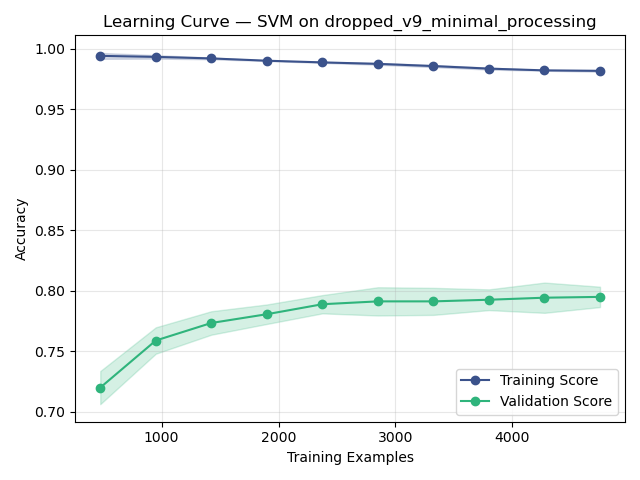 Learning Curve — SVM on dropped_v9_minimal_processing
1.00
0.95
0.90
0.85
0.80
0.75
0.70
Accuracy
1000
2000
3000
4000
Training Examples
Training Score
Validation Score